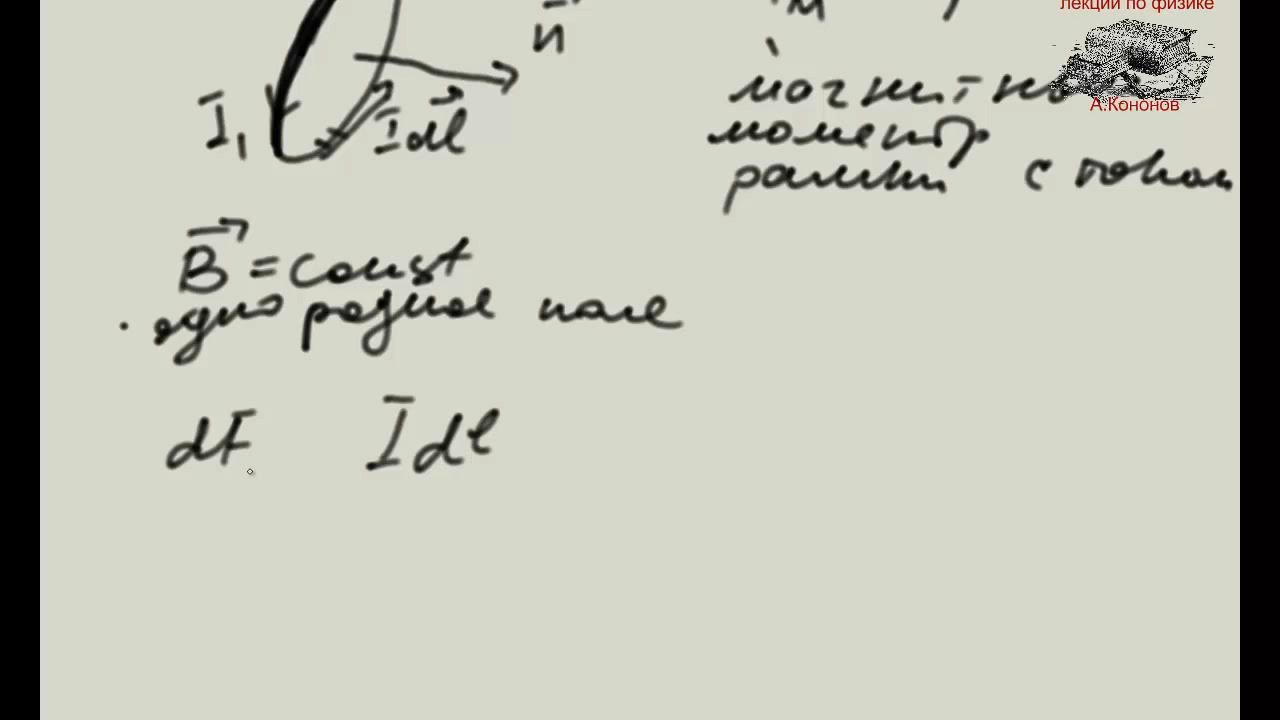 лекции по физике
А.Кононов
n
I₁
Idl
магнитный
момент
рамки с током
B = const
однородное поле
dF Idl